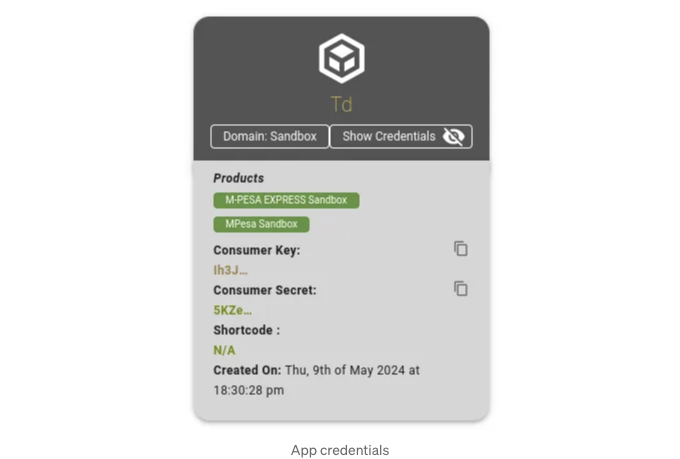 Td
Domain: Sandbox Show Credentials
Products
M-PESA EXPRESS Sandbox
MPesa Sandbox
Consumer Key:
Ih3J...
Consumer Secret:
5KZe...
Shortcode :
N/A
Created On: Thu, 9th of May 2024 at
18:30:28 pm
App credentials